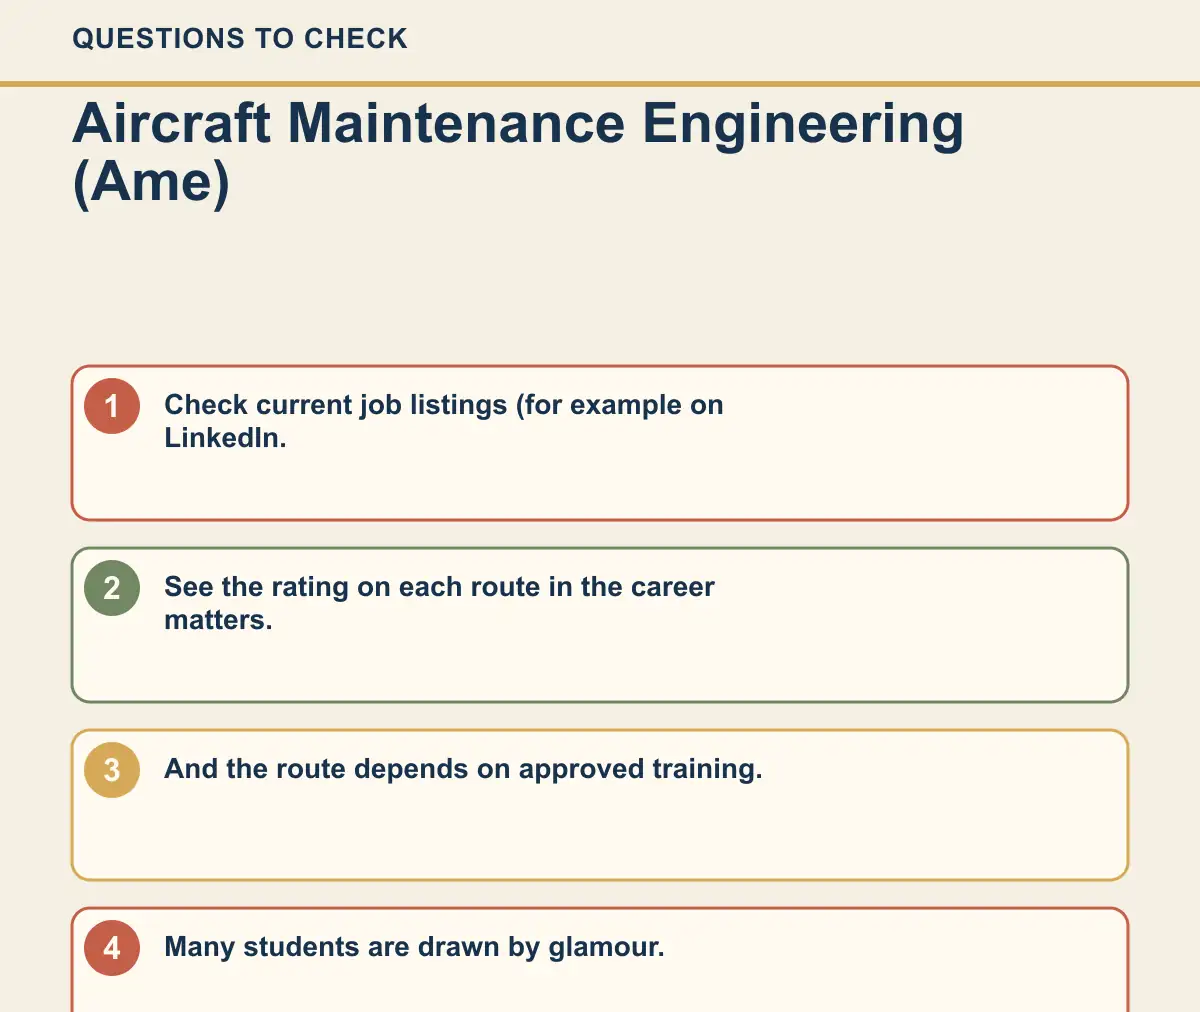 QUESTIONS TO CHECK
Aircraft Maintenance Engineering
(Ame)
1
Check current job listings (for example on
LinkedIn.
2
See the rating on each route in the career
matters.
3
And the route depends on approved training.
4
Many students are drawn by glamour.